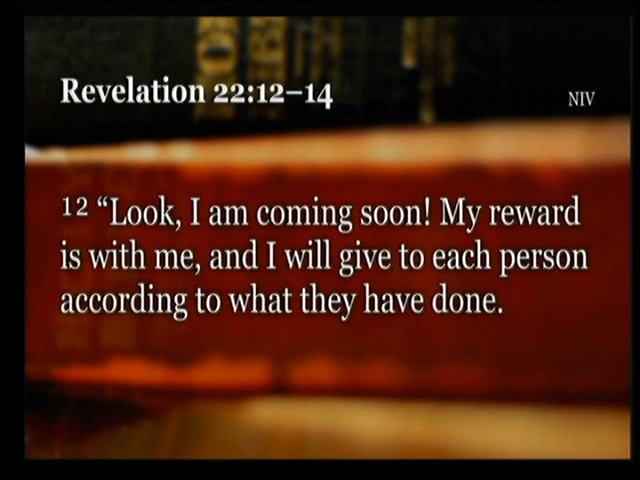 Revelation 22:12–14
NIV
12 “Look, I am coming soon! My reward
is with me, and I will give to each person
according to what they have done.